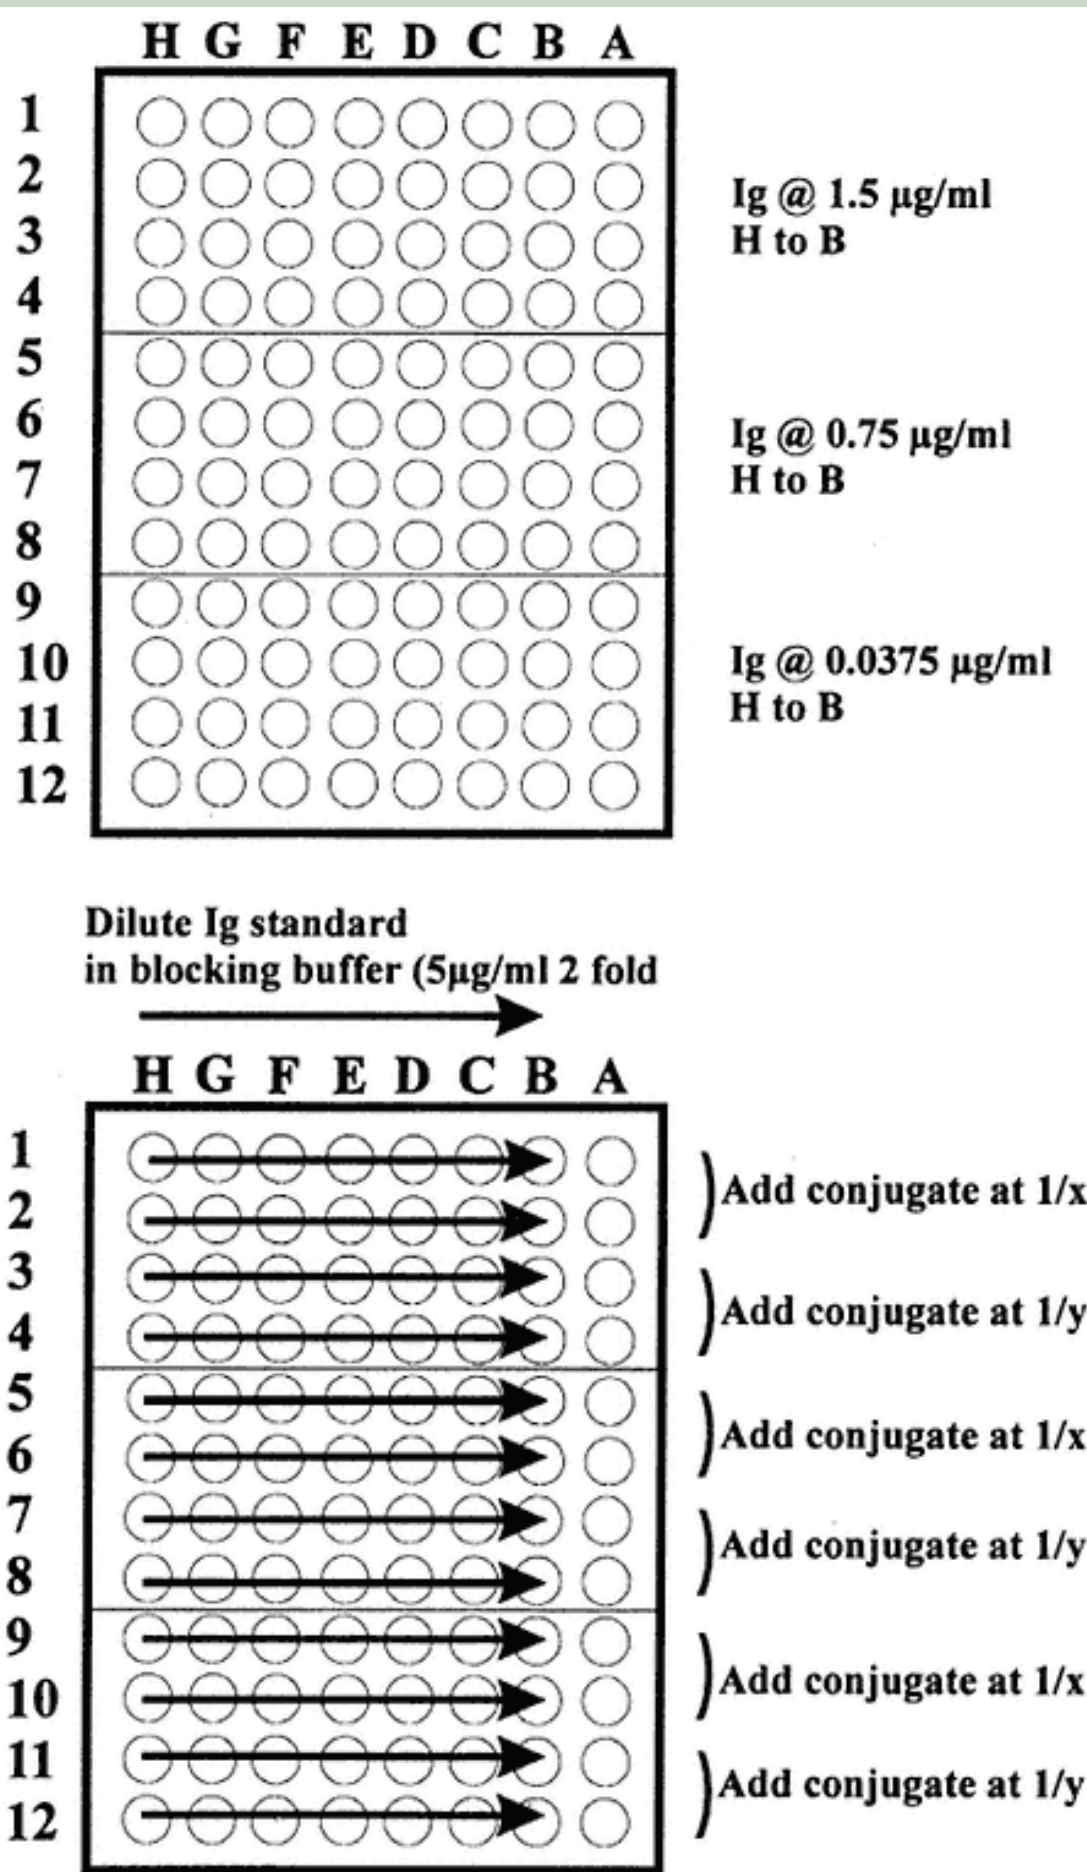 H G F E D C B A
1
2
3
4
5
6
7
8
9
10
11
12
Ig @ 1.5 µg/ml
H to B
Ig @ 0.75 µg/ml
H to B
Ig @ 0.0375 µg/ml
H to B
Dilute Ig standard
in blocking buffer (5µg/ml 2 fold
H G F E D C B A
1
2
3
4
5
6
7
8
9
10
11
12
Add conjugate at 1/x
Add conjugate at 1/y
Add conjugate at 1/x
Add conjugate at 1/y
Add conjugate at 1/x
Add conjugate at 1/y